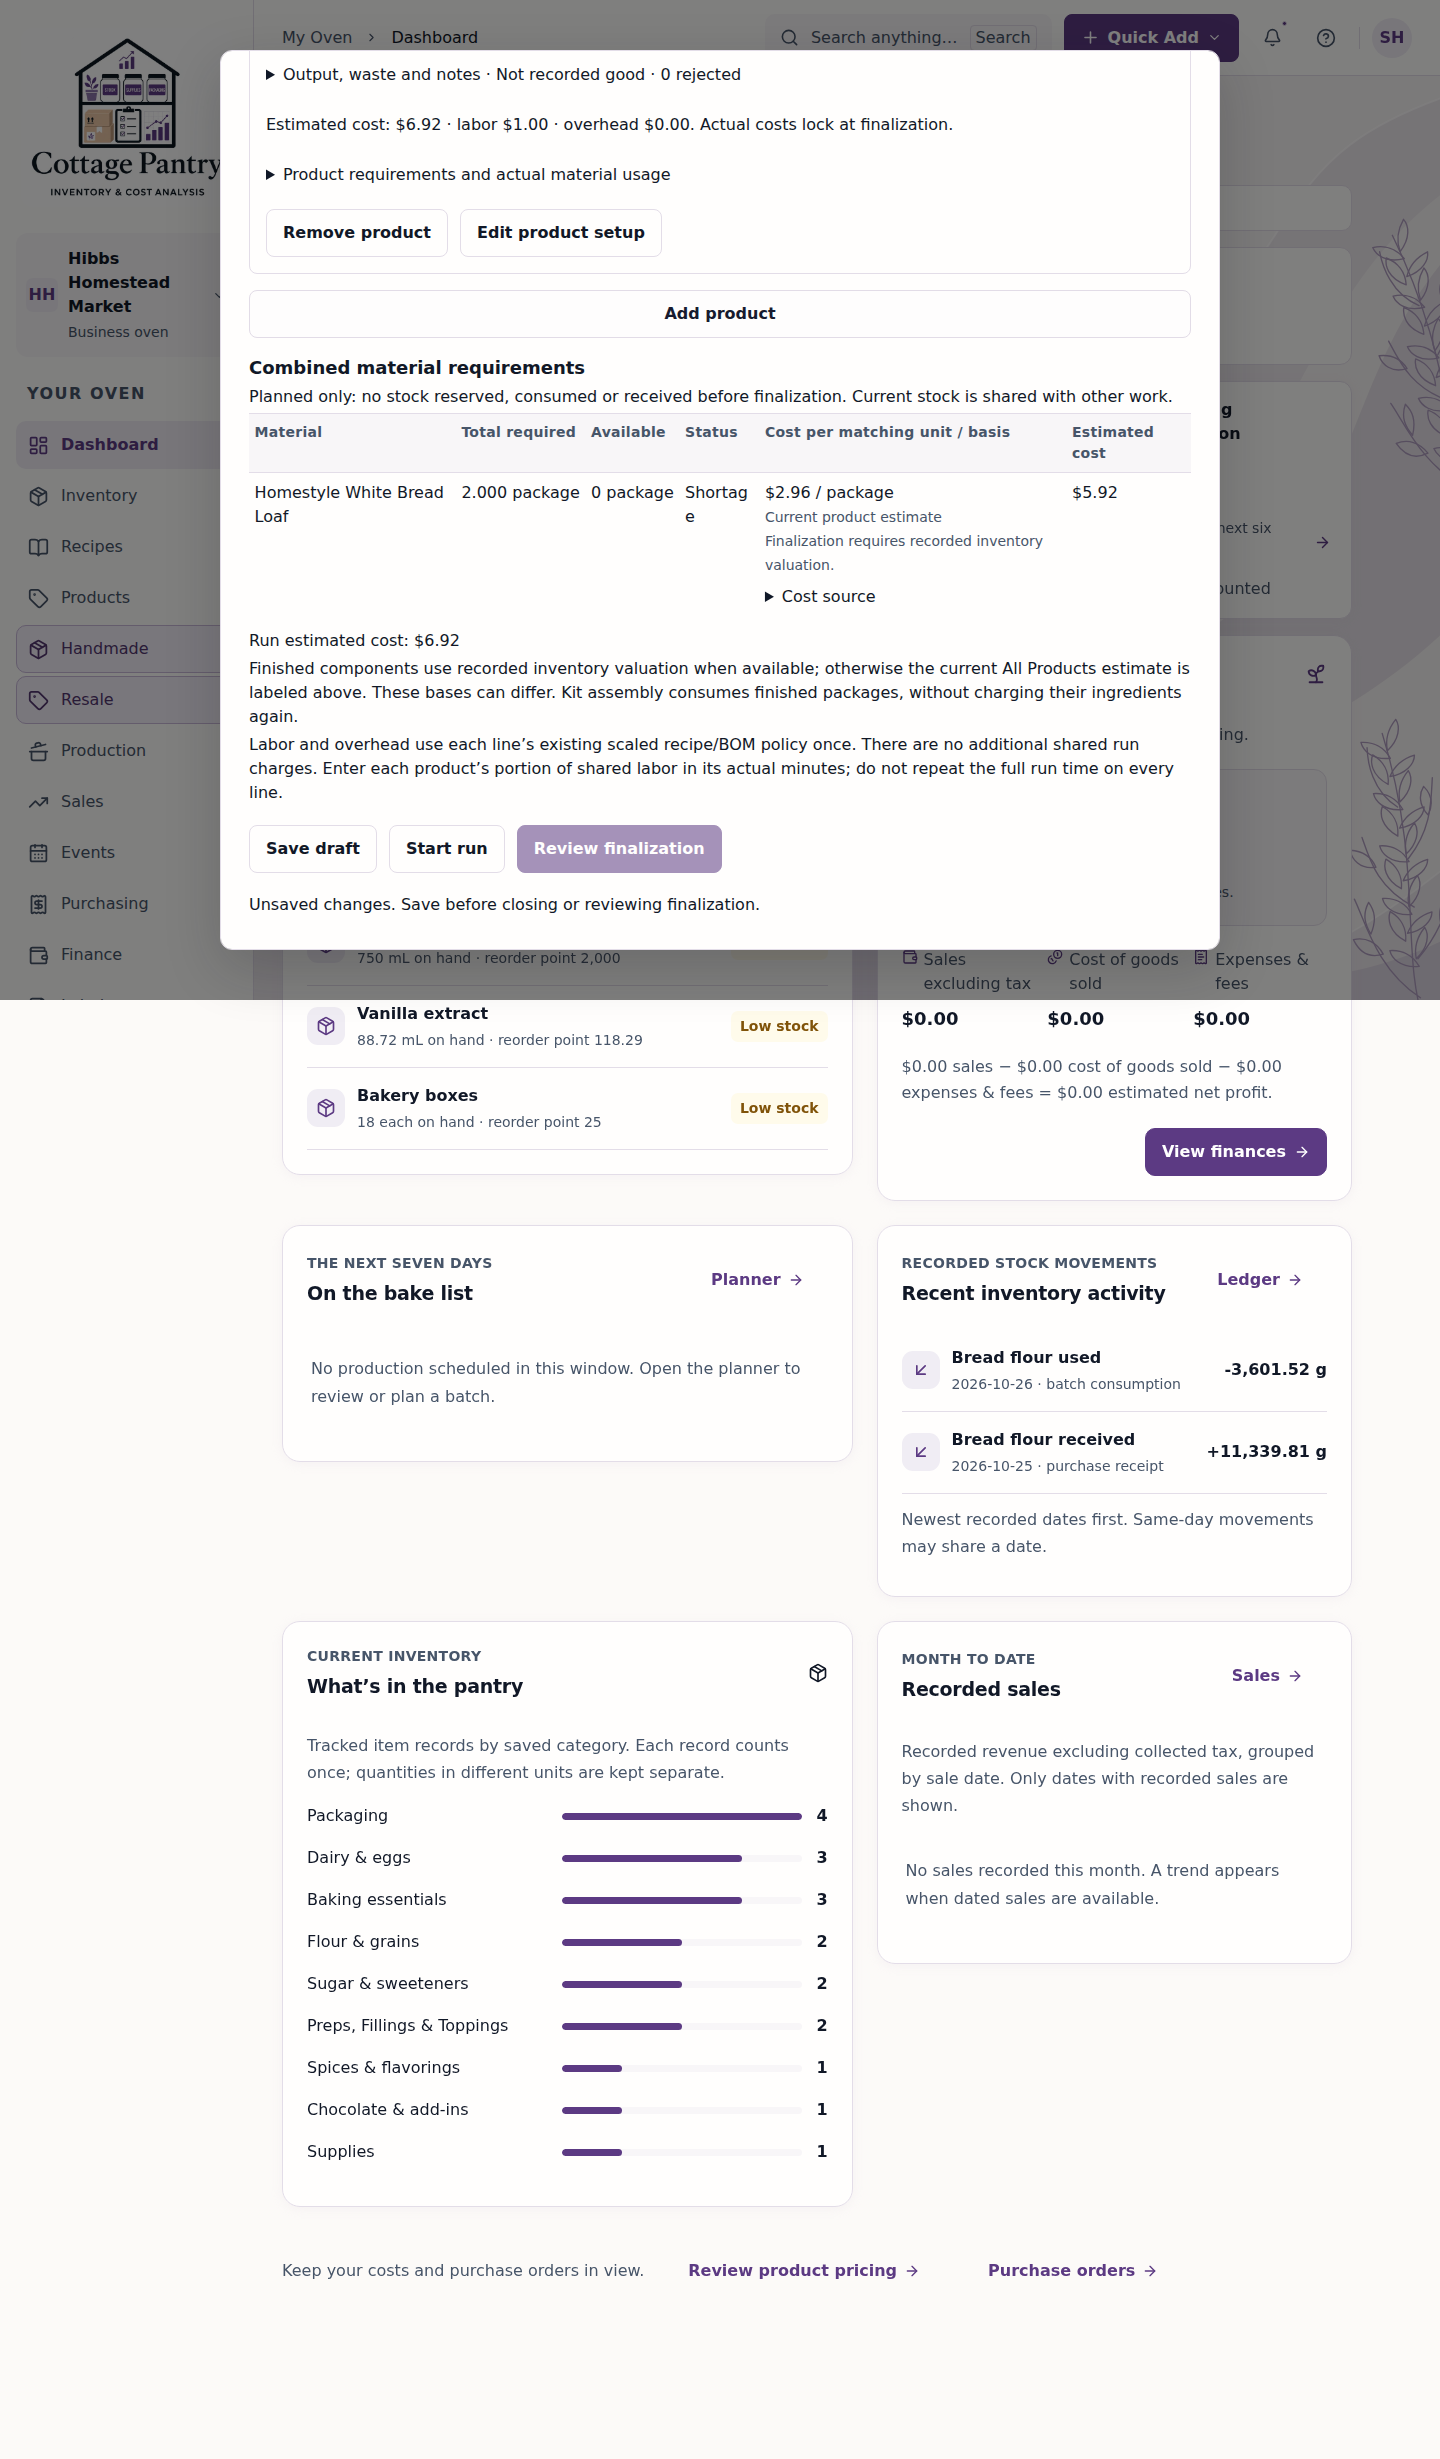 My Oven › Dashboard
Search anything... Search
Quick Add
SH
Cottage Pantry
INVENTORY & COST ANALYSIS
HH
Hibbs
Homestead
Market
Business oven
YOUR OVEN
Dashboard
Inventory
Recipes
Products
Handmade
Resale
Production
Sales
Events
Purchasing
Finance
Output, waste and notes · Not recorded good · 0 rejected
Estimated cost: $6.92 · labor $1.00 · overhead $0.00. Actual costs lock at finalization.
Product requirements and actual material usage
Remove product
Edit product setup
Add product
Combined material requirements
Planned only: no stock reserved, consumed or received before finalization. Current stock is shared with other work.
Material Total required Available Status Cost per matching unit / basis Estimated
cost
Homestyle White Bread 2.000 package 0 package Shortag $2.96 / package $5.92
Loaf e Current product estimate
Finalization requires recorded inventory
valuation.
Cost source
Run estimated cost: $6.92
Finished components use recorded inventory valuation when available; otherwise the current All Products estimate is
labeled above. These bases can differ. Kit assembly consumes finished packages, without charging their ingredients
again.
Labor and overhead use each line’s existing scaled recipe/BOM policy once. There are no additional shared run
charges. Enter each product’s portion of shared labor in its actual minutes; do not repeat the full run time on every
line.
Save draft
Start run
Review finalization
Unsaved changes. Save before closing or reviewing finalization.
next six
750 mL on hand · reorder point 2,000
Vanilla extract
88.72 mL on hand · reorder point 118.29
Low stock
Bakery boxes
18 each on hand · reorder point 25
Low stock
Sales
excluding tax
$0.00
Cost of goods
sold
$0.00
Expenses &
fees
$0.00
$0.00 sales − $0.00 cost of goods sold − $0.00
expenses & fees = $0.00 estimated net profit.
View finances
THE NEXT SEVEN DAYS
On the bake list
Planner
No production scheduled in this window. Open the planner to
review or plan a batch.
RECORDED STOCK MOVEMENTS
Recent inventory activity
Ledger
Bread flour used
2026-10-26 · batch consumption
-3,601.52 g
Bread flour received
2026-10-25 · purchase receipt
+11,339.81 g
Newest recorded dates first. Same-day movements
may share a date.
CURRENT INVENTORY
What’s in the pantry
Tracked item records by saved category. Each record counts
once; quantities in different units are kept separate.
Packaging 4
Dairy & eggs 3
Baking essentials 3
Flour & grains 2
Sugar & sweeteners 2
Preps, Fillings & Toppings 2
Spices & flavorings 1
Chocolate & add-ins 1
Supplies 1
MONTH TO DATE
Recorded sales
Sales
Recorded revenue excluding collected tax, grouped
by sale date. Only dates with recorded sales are
shown.
No sales recorded this month. A trend appears
when dated sales are available.
Keep your costs and purchase orders in view.
Review product pricing
Purchase orders